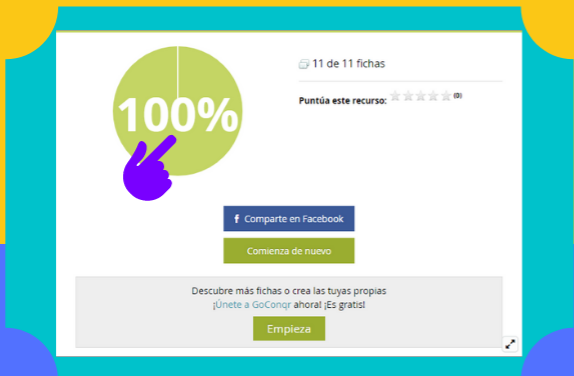 100%
11 de 11 fichas
Puntúa este recurso: (0)
f Comparte en Facebook
Comienza de nuevo
Descubre más fichas o crea las tuyas propias
¡Únete a GoConqr ahora! ¡Es gratis!
Empieza